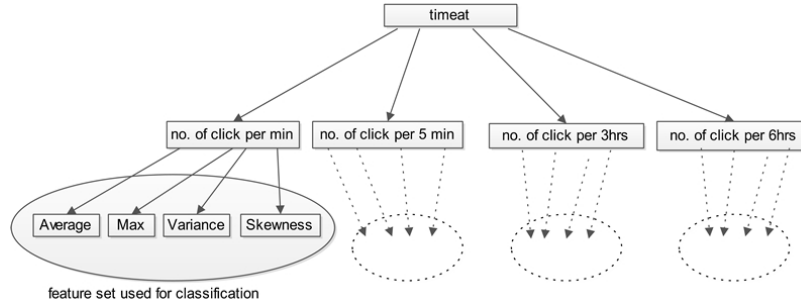 timeat
no. of click per min
no. of click per 5 min
no. of click per 3hrs
no. of click per 6hrs
Average
Max
Variance
Skewness
feature set used for classification